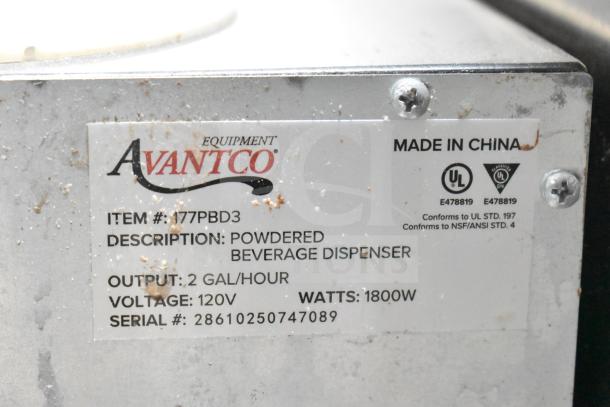 EQUIPMENT
AVANTCO
MADE IN CHINA
UL
E478819 E478819
Conforms to UL STD. 197
Conforms to NSF/ANSI STD. 4
ITEM #: 177PBD3
DESCRIPTION: POWDERED
BEVERAGE DISPENSER
OUTPUT: 2 GAL/HOUR
VOLTAGE: 120V WATTS: 1800W
SERIAL #: 28610250747089